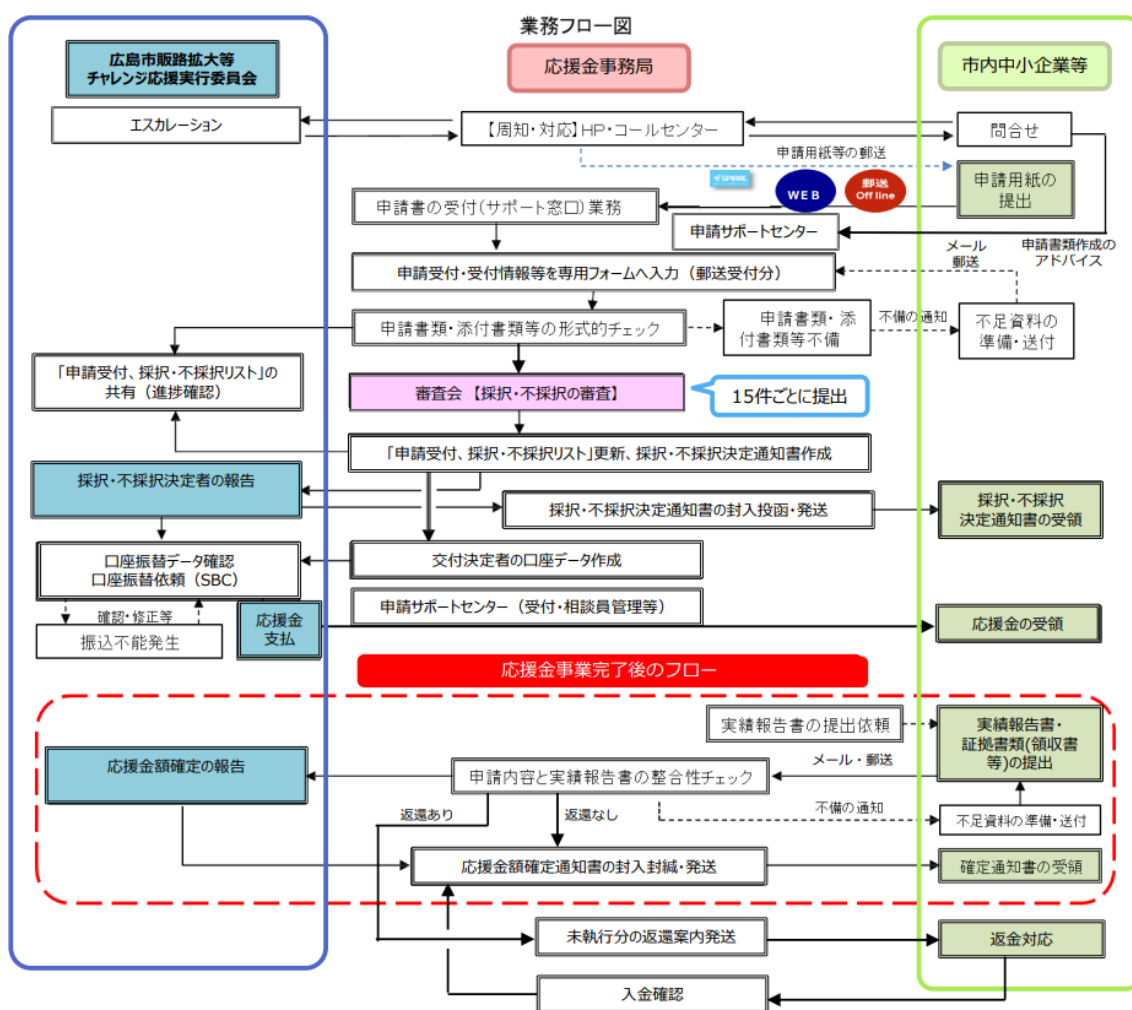 業務フロー図
広島市販路拡大等
チャレンジ応援実行委員会
応援金事務局
市内中小企業等
エスカレーション
【周知・対応】HP・コールセンター
問合せ
申請用紙等の郵送
SPIRAL
WEB
郵送
Off line
申請用紙の
提出
申請書の受付(サポート窓口)業務
申請サポートセンター
メール
郵送
申請書類作成の
アドバイス
申請受付・受付情報等を専用フォームへ入力（郵送受付分）
申請書類・添付書類等の形式的チェック
申請書類・添
付書類等不備
不備の通知
不足資料の
準備・送付
「申請受付、採択・不採択リスト」の
共有（進捗確認）
審査会 【採択・不採択の審査】
15件ごとに提出
「申請受付、採択・不採択リスト」更新、採択・不採択決定通知書作成
採択・不採択決定者の報告
採択・不採択決定通知書の封入投函・発送
採択・不採択
決定通知書の受領
口座振替データ確認
口座振替依頼（SBC）
交付決定者の口座データ作成
確認・修正等
振込不能発生
応援金
支払
申請サポートセンター（受付・相談員管理等）
応援金の受領
応援金事業完了後のフロー
実績報告書の提出依頼
実績報告書・
証拠書類(領収書
等)の提出
応援金額確定の報告
申請内容と実績報告書の整合性チェック
メール・郵送
返還あり
返還なし
不備の通知
不足資料の準備・送付
応援金額確定通知書の封入封緘・発送
確定通知書の受領
未執行分の返還案内発送
返金対応
入金確認